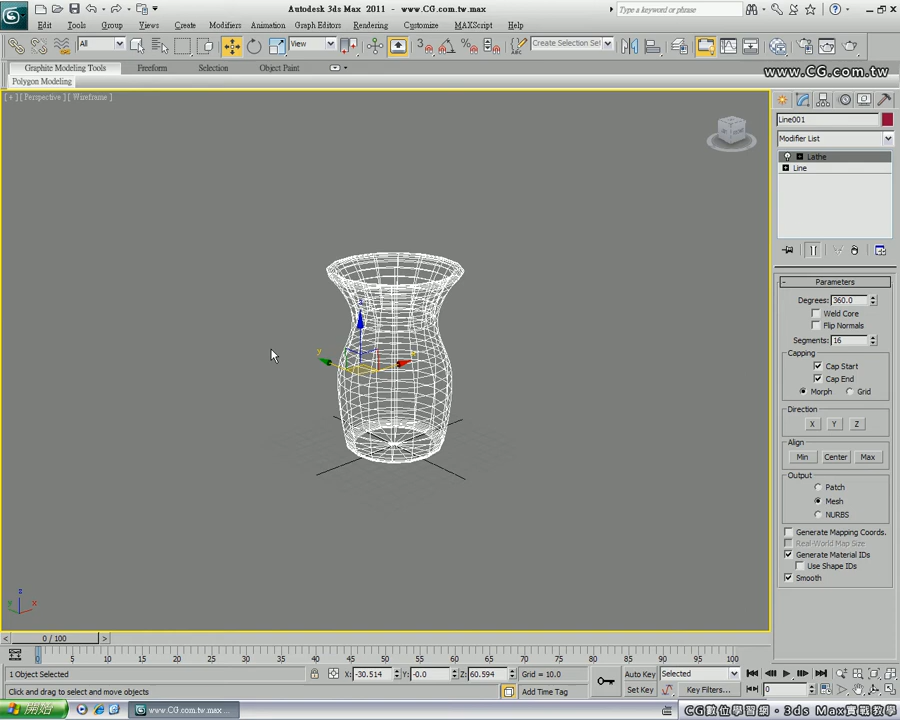 Autodesk 3ds Max 2011 - www.CG.com.tw.max
Type a keyword or phrase
Edit Tools Group Views Create Modifiers Animation Graph Editors Rendering Customize MAXScript Help
All View 3 Create Selection Set
Graphite Modeling Tools Freeform Selection Object Paint
www.CG.com.tw
Polygon Modeling
[ + ] [ Perspective ] [ Wireframe ]
Line001
Modifier List
Lathe
Line
Parameters
Degrees: 360.0
Weld Core
Flip Normals
Segments: 16
Capping
Cap Start
Cap End
Morph Grid
Direction
X Y Z
Align
Min Center Max
Output
Patch
Mesh
NURBS
Generate Mapping Coords.
Real-World Map Size
Generate Material IDs
Use Shape IDs
Smooth
z
y x
0 / 100
0 5 10 15 20 25 30 35 40 45 50 55 60 65 70 75 80 85 90 95 100
1 Object Selected X: -30.514 Y: -0.0 Z: 60.594 Grid = 10.0 Auto Key Selected
Click and drag to select and move objects Add Time Tag Set Key Key Filters... 0
開始 www.CG.com.tw.max ... CG數位學習網‧3ds Max實戰教學